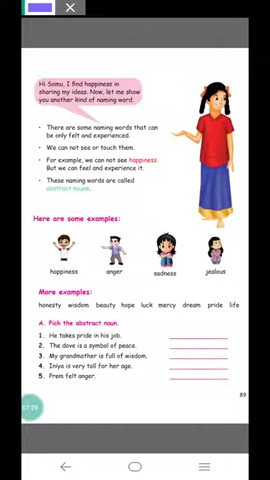 Hi Somu, I find happiness in
sharing my ideas. Now, let me show
you another kind of naming word.
• There are some naming words that can
be only felt and experienced.
• We can not see or touch them.
• For example, we can not see happiness.
But we can feel and experience it.
• These naming words are called
abstract nouns.
Here are some examples:
happiness anger sadness jealous
More examples:
honesty wisdom beauty hope luck mercy dream pride life
A. Pick the abstract noun.
1. He takes pride in his job.
2. The dove is a symbol of peace.
3. My grandmother is full of wisdom.
4. Iniya is very tall for her age.
5. Prem felt anger.
89
07:29